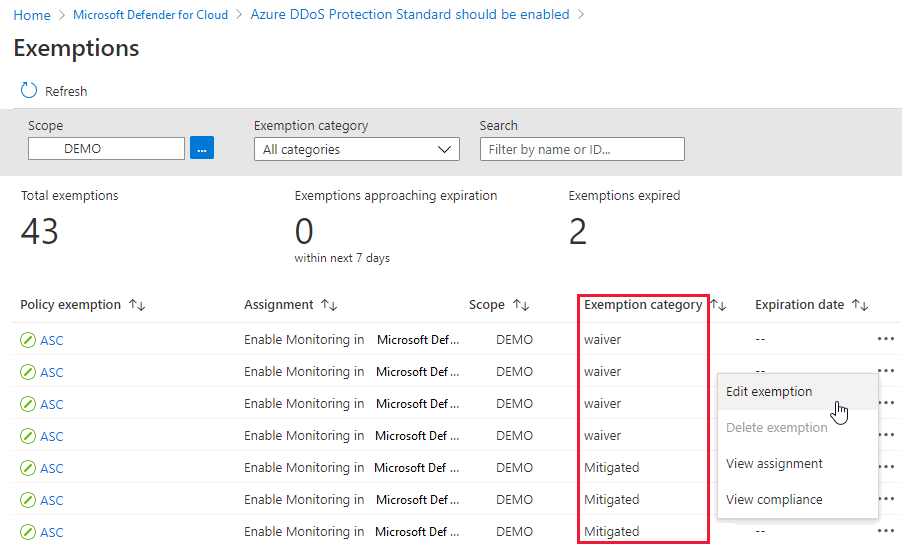 Home > Microsoft Defender for Cloud > Azure DDoS Protection Standard should be enabled >
Exemptions
Refresh
Scope Exemption category Search
DEMO ... All categories Filter by name or ID...
Total exemptions Exemptions approaching expiration Exemptions expired
43 0 2
within next 7 days
Policy exemption ↑↓ Assignment ↑↓ Scope ↑↓ Exemption category ↑↓ Expiration date ↑↓
ASC Enable Monitoring in Microsoft Def ... DEMO waiver -- ...
ASC Enable Monitoring in Microsoft Def ... DEMO waiver -- ...
Edit exemption
ASC Enable Monitoring in Microsoft Def ... DEMO waiver ...
Delete exemption
ASC Enable Monitoring in Microsoft Def ... DEMO waiver ...
View assignment
ASC Enable Monitoring in Microsoft Def ... DEMO Mitigated ...
View compliance
ASC Enable Monitoring in Microsoft Def ... DEMO Mitigated ...
ASC Enable Monitoring in Microsoft Def ... DEMO Mitigated -- ...